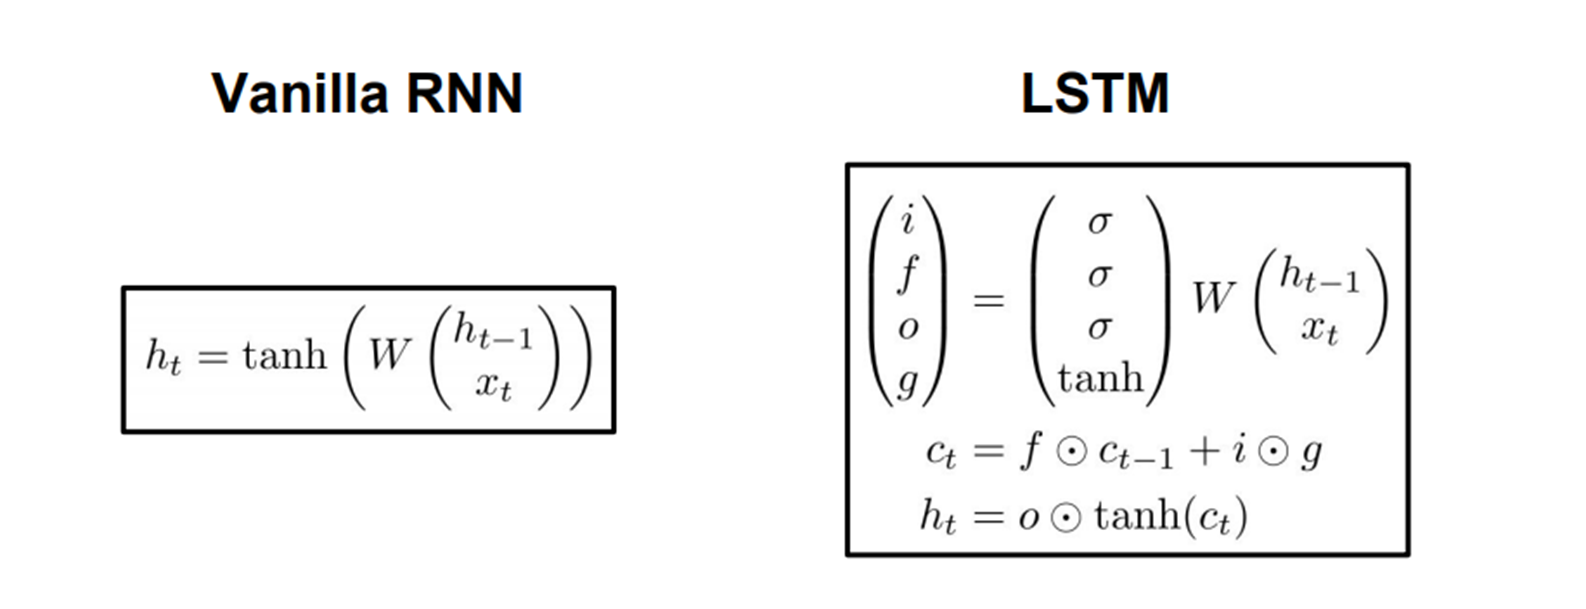 Vanilla RNN
h_t = tanh ( W ( h_{t−1} x_t ) )
LSTM
( i f o g ) = ( σ σ σ tanh ) W ( h_{t−1} x_t )
c_t = f ⊙ c_{t−1} + i ⊙ g
h_t = o ⊙ tanh(c_t)